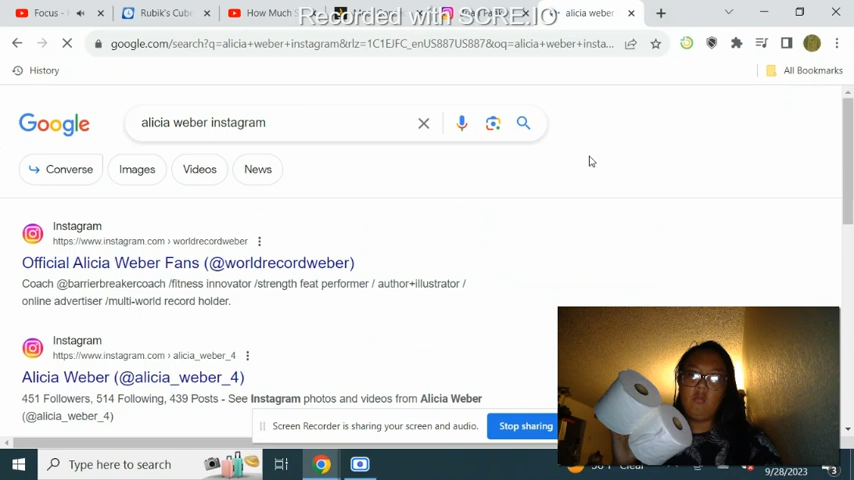 Recorded with SCRE.IO
Focus -
Rubik's Cub
How Much S
alicia weber
google.com/search?q=alicia+weber+instagram&rlz=1C1EJFC_enUS887US887&oq=alicia+weber+insta...
History
All Bookmarks
Google
alicia weber instagram
Converse
Images
Videos
News
Instagram
https://www.instagram.com › worldrecordweber
Official Alicia Weber Fans (@worldrecordweber)
Coach @barrierbreakercoach /fitness innovator /strength feat performer / author+illustrator /
online advertiser /multi-world record holder.
Instagram
https://www.instagram.com › alicia_weber_4
Alicia Weber (@alicia_weber_4)
451 Followers, 514 Following, 439 Posts - See Instagram photos and videos from Alicia Weber
(@alicia_weber_4)
Screen Recorder is sharing your screen and audio.
Stop sharing
Type here to search
Clear
9/28/2023
3